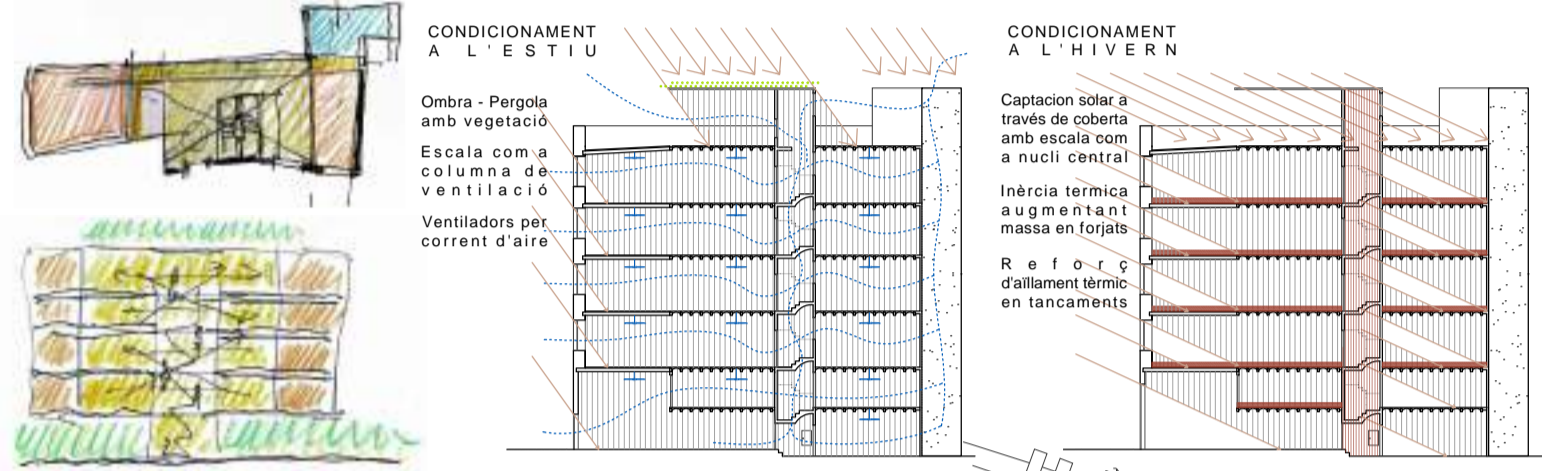 CONDICIONAMENT
A L'ESTIU
Ombra - Pergola
amb vegetació
Escala com a
columna de
ventilació
Ventiladors per
corrent d'aire
CONDICIONAMENT
A L'HIVERN
Captacion solar a
través de coberta
amb escala com
a nucli central
Inèrcia termica
augmentant
massa en forjats
Reforç
d'aïllament tèrmic
en tancaments